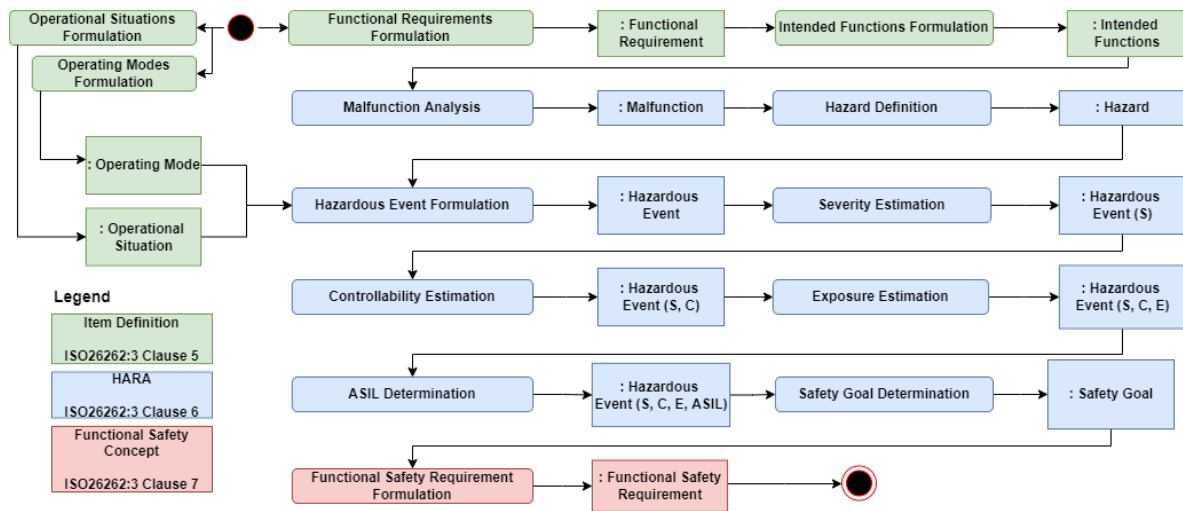 Operational Situations
Formulation
Functional Requirements
Formulation
: Functional
Requirement
Intended Functions Formulation
: Intended
Functions
Operating Modes
Formulation
Malfunction Analysis
: Malfunction
Hazard Definition
: Hazard
: Operating Mode
Hazardous Event Formulation
: Hazardous
Event
Severity Estimation
: Hazardous
Event (S)
: Operational
Situation
Controllability Estimation
: Hazardous
Event (S, C)
Exposure Estimation
: Hazardous
Event (S, C, E)
Legend
Item Definition
ISO26262:3 Clause 5
HARA
ISO26262:3 Clause 6
Functional Safety
Concept
ISO26262:3 Clause 7
ASIL Determination
: Hazardous
Event (S, C, E, ASIL)
Safety Goal Determination
: Safety Goal
Functional Safety Requirement
Formulation
: Functional Safety
Requirement